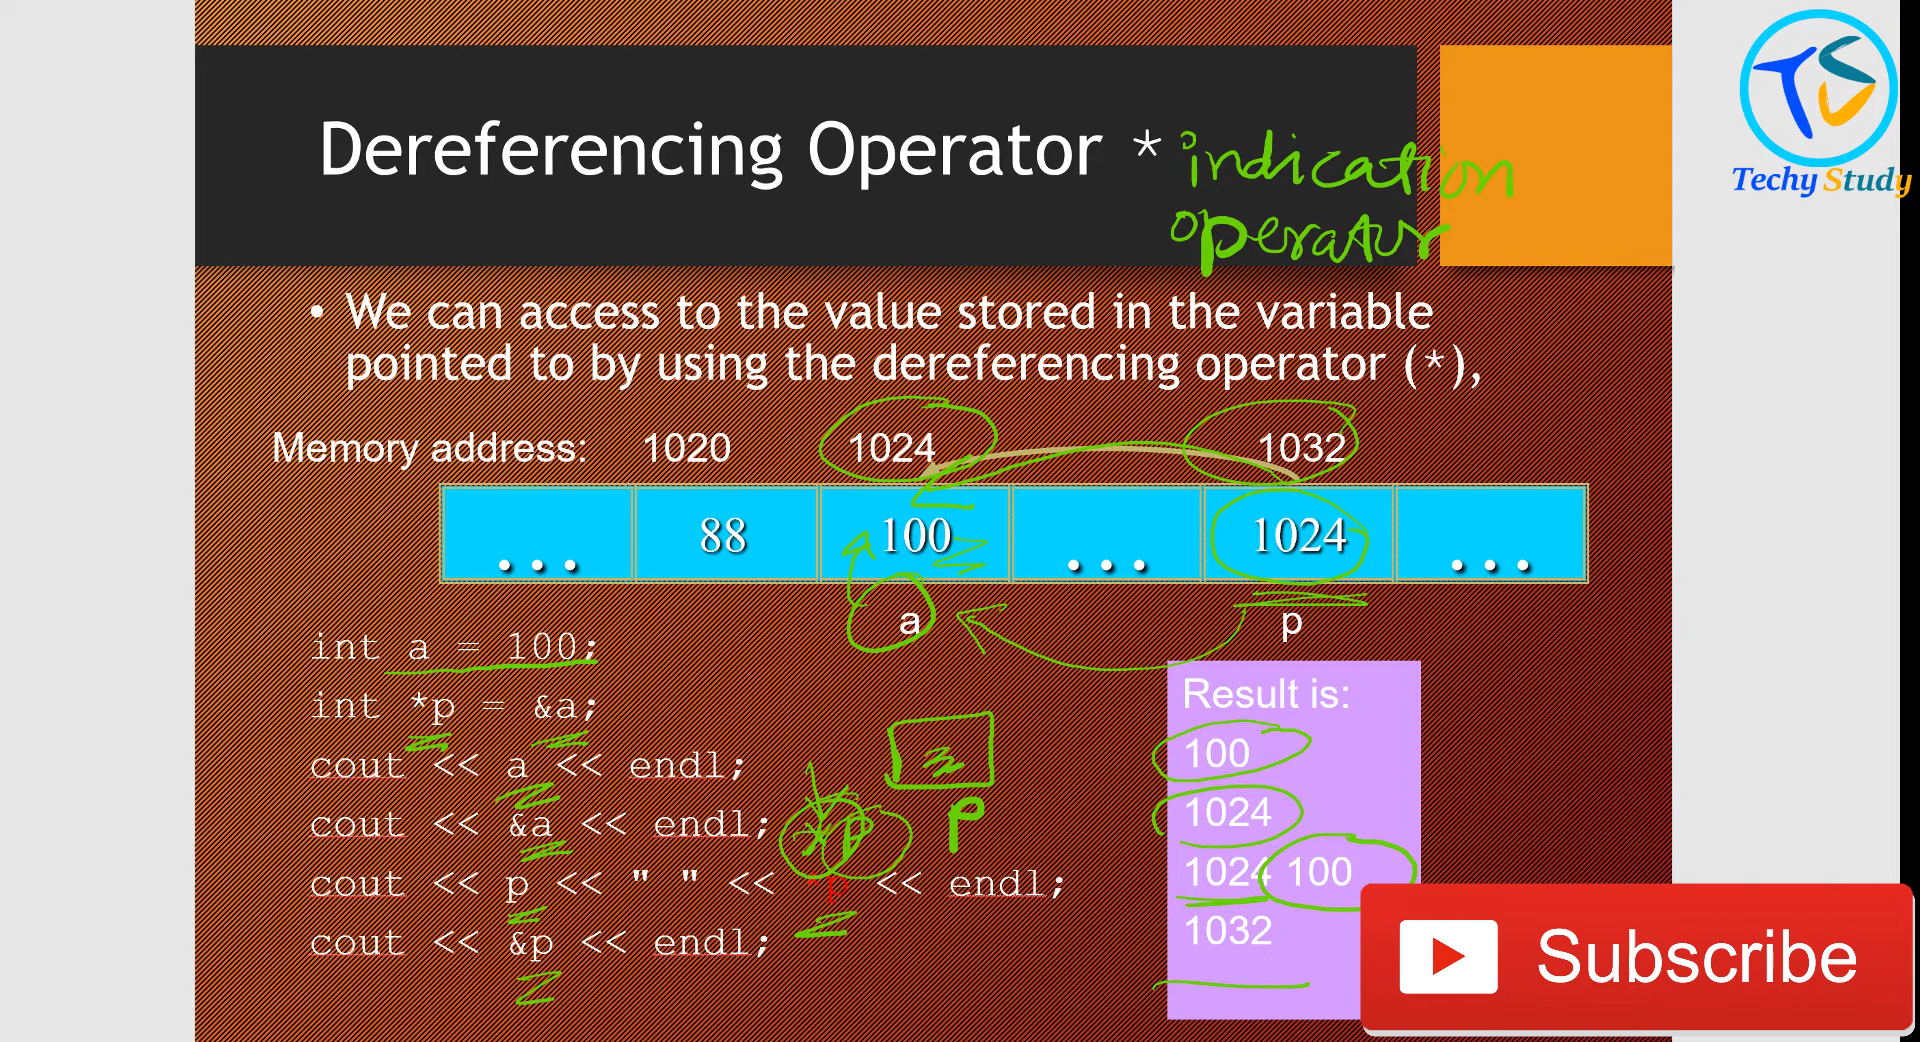 Dereferencing Operator * indication
operator
Techy Study
• We can access to the value stored in the variable
pointed to by using the dereferencing operator (*),
Memory address: 1020 1024 1032
... 88 100 ... 1024 ...
a p
int a = 100;
int *p = &a;
cout << a << endl;
cout << &a << endl;
cout << p << " " << *p << endl;
cout << &p << endl;
*p
p
Result is:
100
1024
1024 100
1032
Subscribe